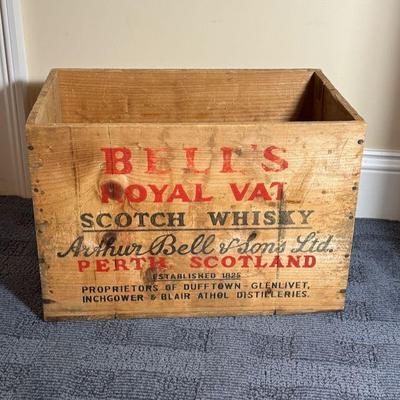 BELL'S
ROYAL VAT
SCOTCH WHISKY
Arthur Bell & Sons Ltd.
PERTH SCOTLAND
ESTABLISHED 1825
PROPRIETORS OF DUFFTOWN-GLENLIVET,
INCHGOWER & BLAIR ATHOL DISTILLERIES.